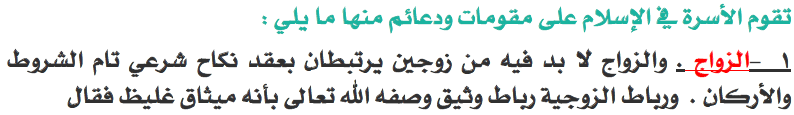 تقوم الأسرة في الإسلام على مقومات ودعائم منها ما يلي :
١ –الزواج . والزواج لا بد فيه من زوجين يرتبطان بعقد نكاح شرعي تام الشروط
والأركان . ورباط الزوجية رباط وثيق وصفه الله تعالى بأنه ميثاق غليظ فقال